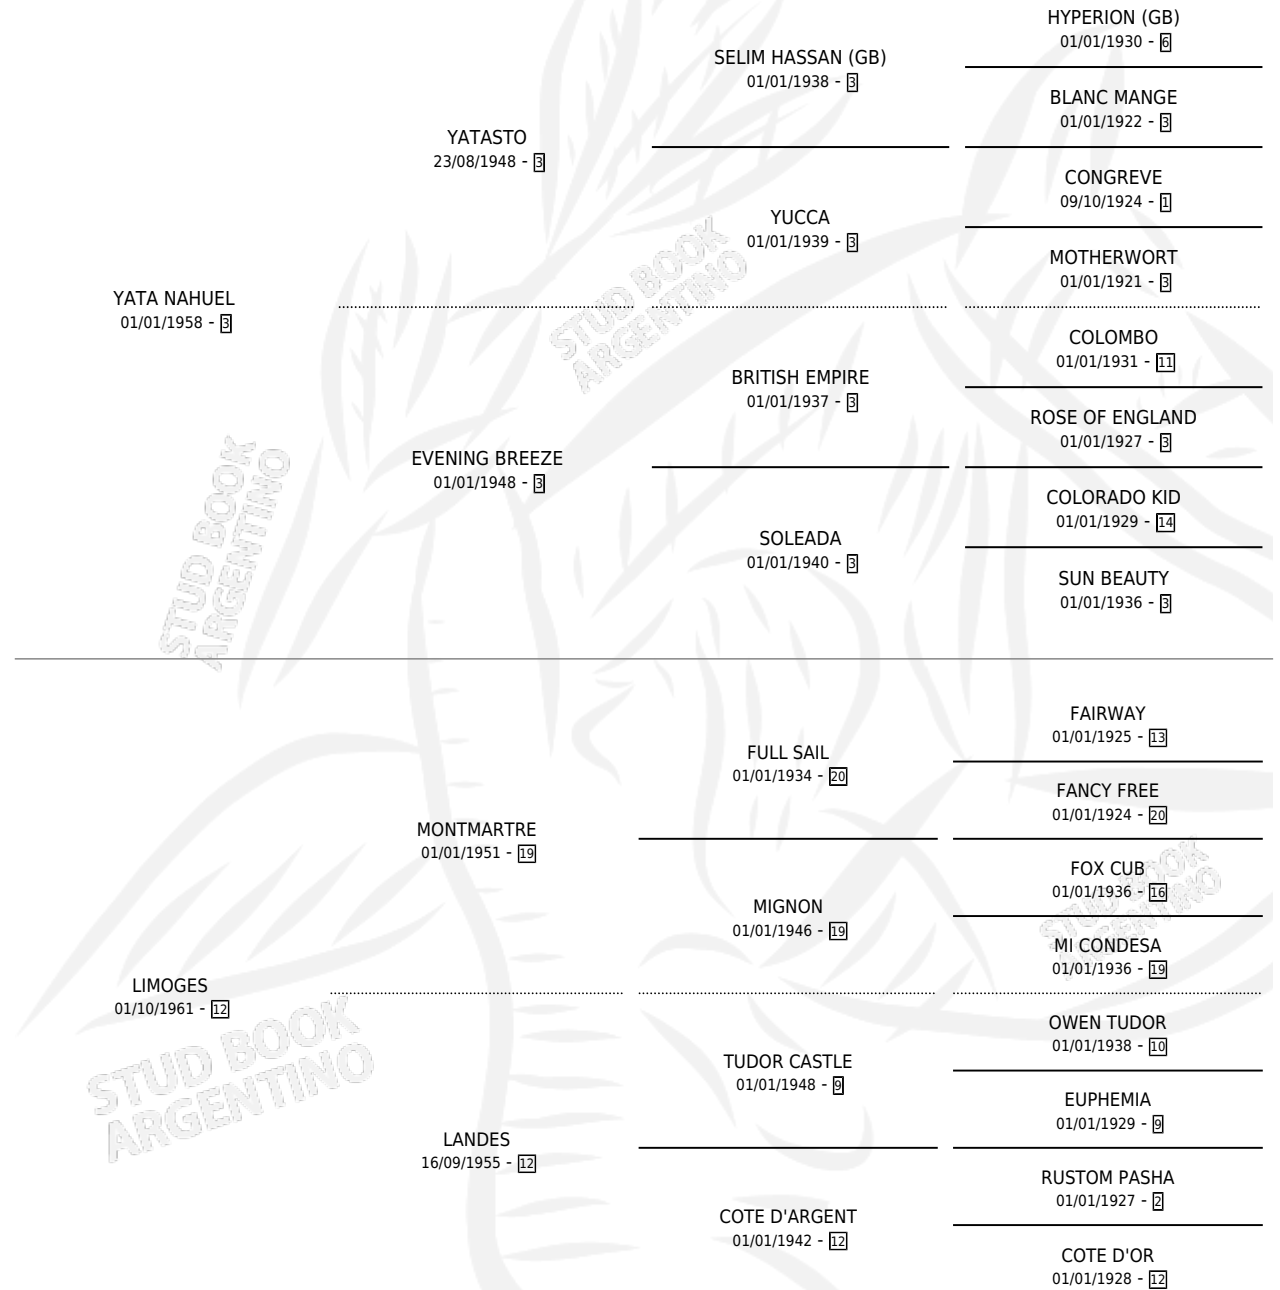 HYPERION (GB)
01/01/1930 - 6
SELIM HASSAN (GB)
01/01/1938 - 3
BLANC MANGE
01/01/1922 - 3
YATASTO
23/08/1948 - 3
CONGREVE
09/10/1924 - 1
YUCCA
01/01/1939 - 3
MOTHERWORT
01/01/1921 - 3
YATA NAHUEL
01/01/1958 - 3
COLOMBO
01/01/1931 - 11
BRITISH EMPIRE
01/01/1937 - 3
ROSE OF ENGLAND
01/01/1927 - 3
EVENING BREEZE
01/01/1948 - 3
COLORADO KID
01/01/1929 - 14
SOLEADA
01/01/1940 - 3
SUN BEAUTY
01/01/1936 - 3
STUD BOOK
ARGENTINO
STUD BOOK
ARGENTINO
FAIRWAY
01/01/1925 - 13
FULL SAIL
01/01/1934 - 20
FANCY FREE
01/01/1924 - 20
MONTMARTRE
01/01/1951 - 19
FOX CUB
01/01/1936 - 16
MIGNON
01/01/1946 - 19
MI CONDESA
01/01/1936 - 19
LIMOGES
01/10/1961 - 12
OWEN TUDOR
01/01/1938 - 10
TUDOR CASTLE
01/01/1948 - 9
EUPHEMIA
01/01/1929 - 9
LANDES
16/09/1955 - 12
RUSTOM PASHA
01/01/1927 - 2
COTE D'ARGENT
01/01/1942 - 12
COTE D'OR
01/01/1928 - 12
STUD BOOK
ARGENTINO
STUD BOOK
ARGENTINO